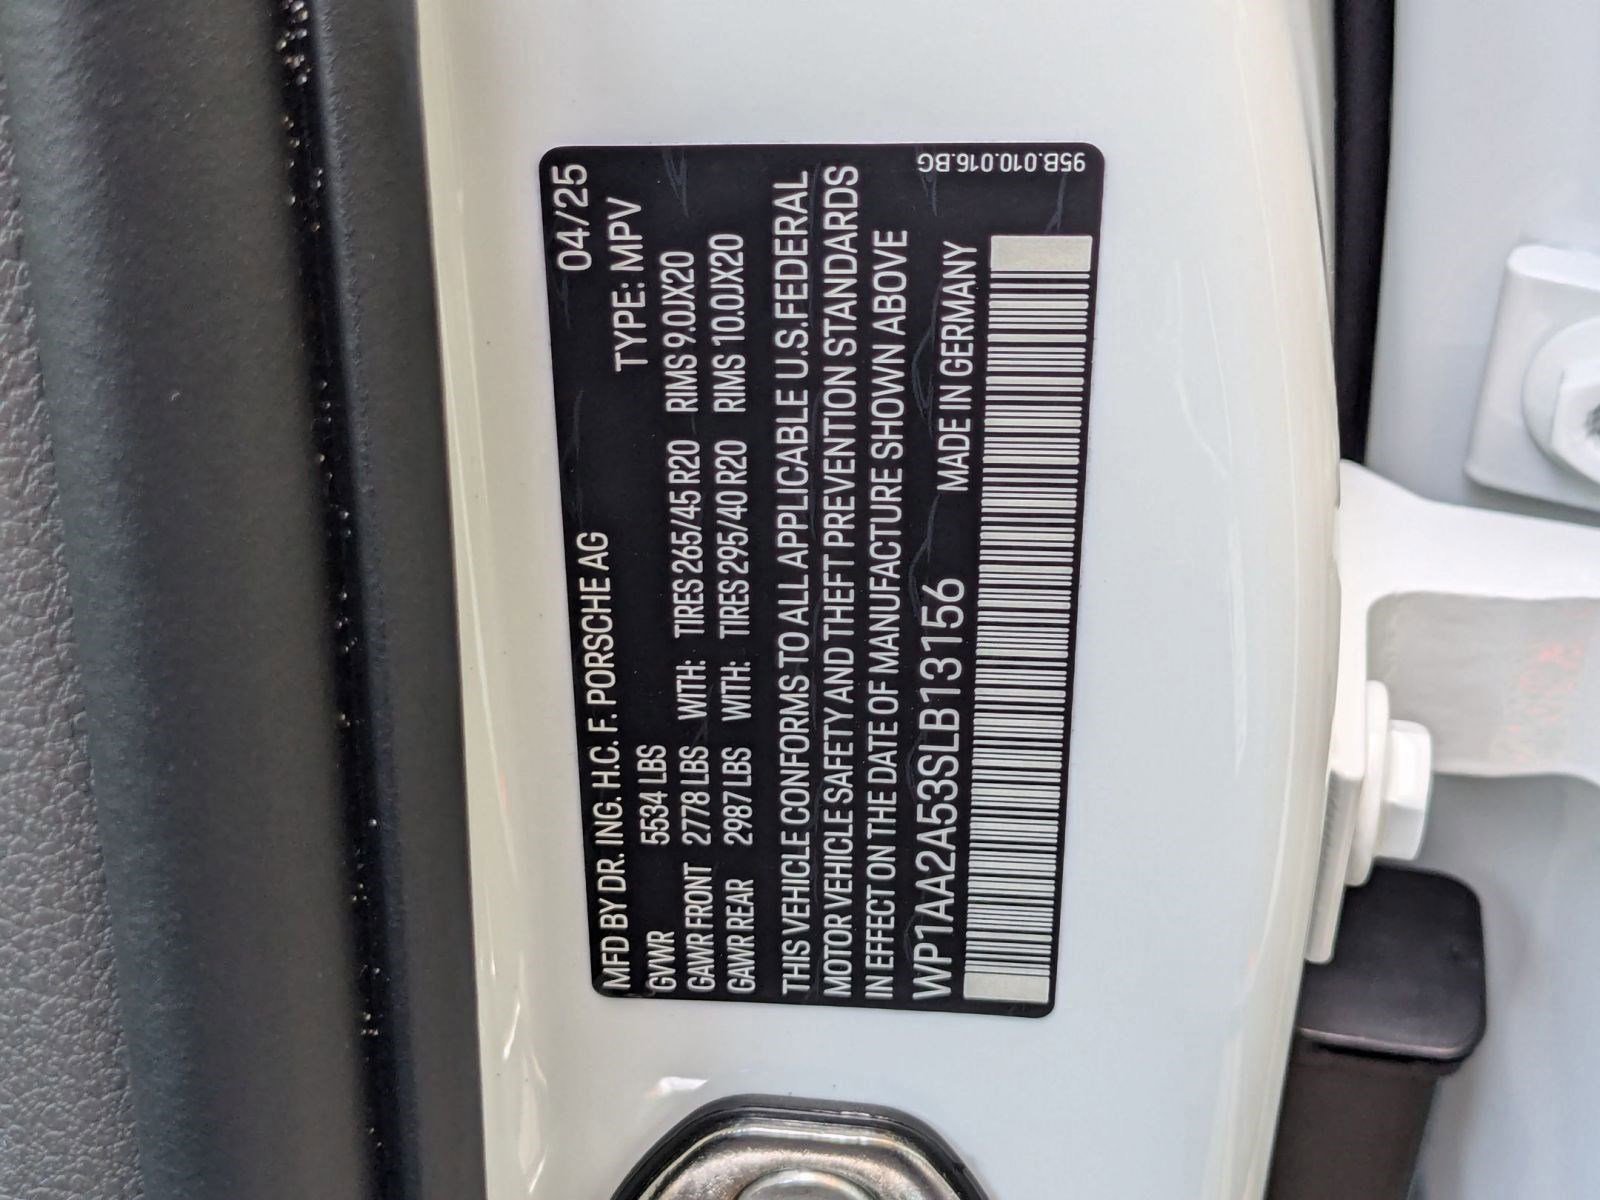 04/25
MFD BY DR. ING. H.C. F. PORSCHE AG
TYPE: MPV
GVWR 5534 LBS
GAWR FRONT 2778 LBS WITH: TIRES 265/45 R20 RIMS 9.0JX20
GAWR REAR 2987 LBS WITH: TIRES 295/40 R20 RIMS 10.0JX20
THIS VEHICLE CONFORMS TO ALL APPLICABLE U.S.FEDERAL
MOTOR VEHICLE SAFETY AND THEFT PREVENTION STANDARDS
IN EFFECT ON THE DATE OF MANUFACTURE SHOWN ABOVE
WP1AA2A53SLB13156 MADE IN GERMANY
95B.010.016.BG